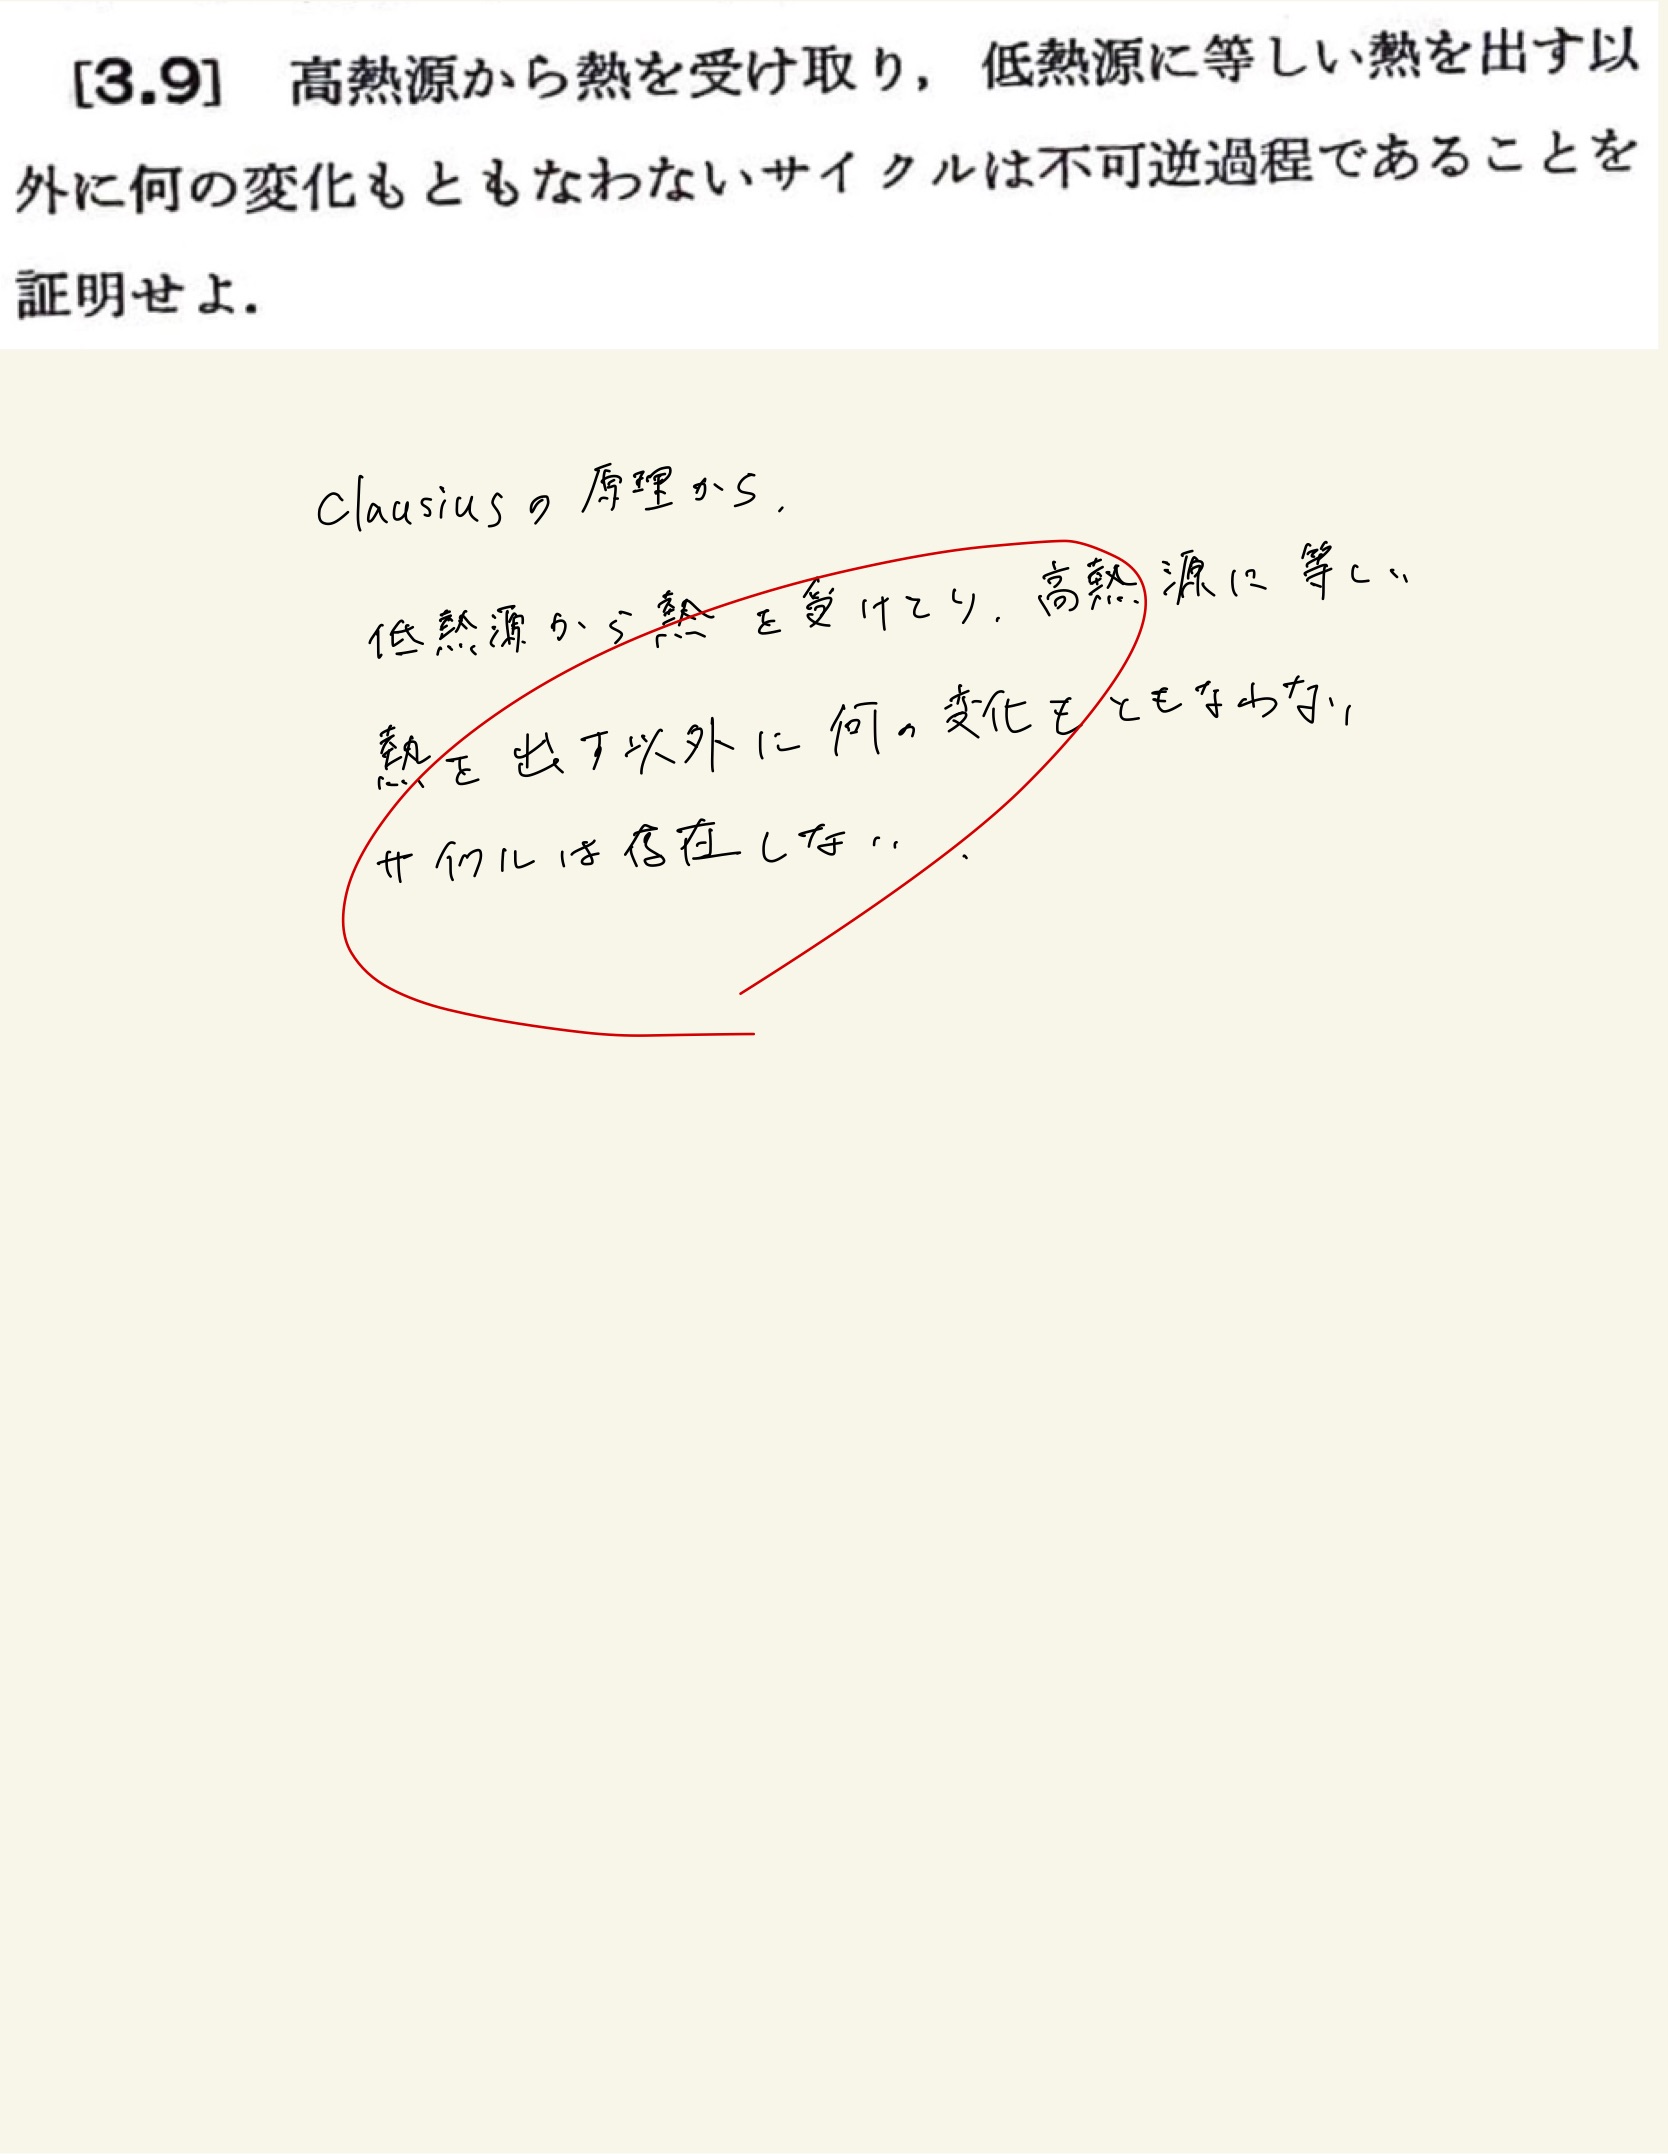 [3.9] 高熱源から熱を受け取り，低熱源に等しい熱を出す以
外に何の変化もともなわないサイクルは不可逆過程であることを
証明せよ．
Clausiusの原理から、
低熱源から熱を受けとり、高熱源に等しい
熱を出す以外に何の変化もともなわない
サイクルは存在しない、